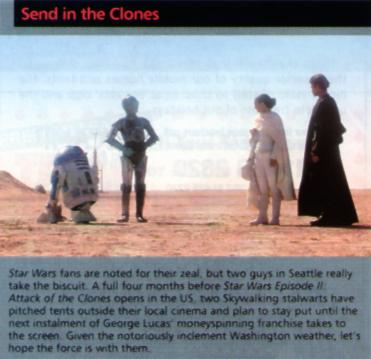 Send in the Clones
Star Wars fans are noted for their zeal, but two guys in Seattle really
take the biscuit. A full four months before Star Wars Episode II:
Attack of the Clones opens in the US, two Skywalking stalwarts have
pitched tents outside their local cinema and plan to stay put until the
next instalment of George Lucas' moneyspinning franchise takes to
the screen. Given the notoriously inclement Washington weather, let's
hope the force is with them.